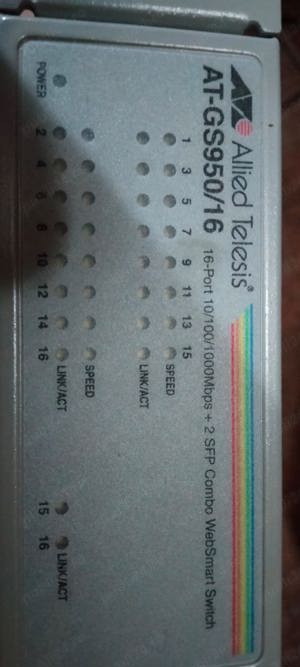 Allied Telesis®
AT-GS950/16 16-Port 10/100/1000Mbps + 2 SFP Combo WebSmart Switch
1 3 5 7 9 11 13 15
SPEED
LINK/ACT
SPEED
LINK/ACT
LINK/ACT
POWER 2 4 6 8 10 12 14 16 15 16